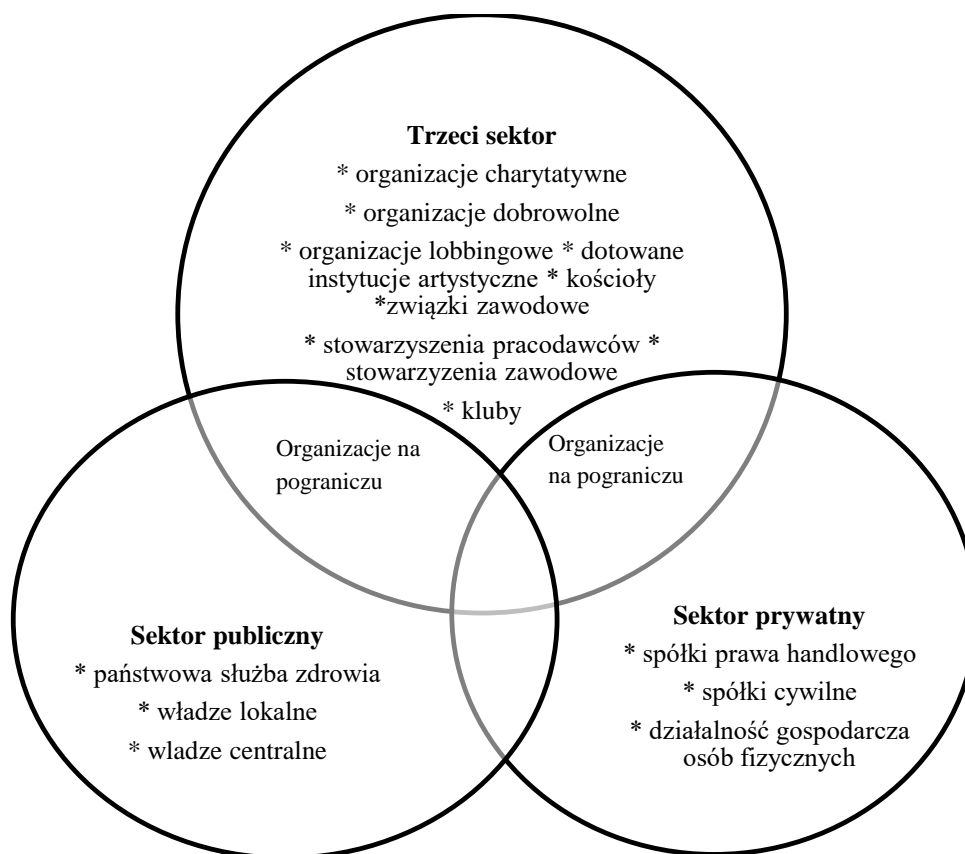 Trzeci sektor
* organizacje charytatywne
* organizacje dobrowolne
* organizacje lobbingowe * dotowane
instytucje artystyczne * kościoły
*związki zawodowe
* stowarzyszenia pracodawców *
stowarzyzenia zawodowe
* kluby
Organizacje na
pograniczu
Organizacje
na pograniczu
Sektor publiczny
* państwowa służba zdrowia
* władze lokalne
* wladze centralne
Sektor prywatny
* spółki prawa handlowego
* spółki cywilne
* działalność gospodarcza
osób fizycznych